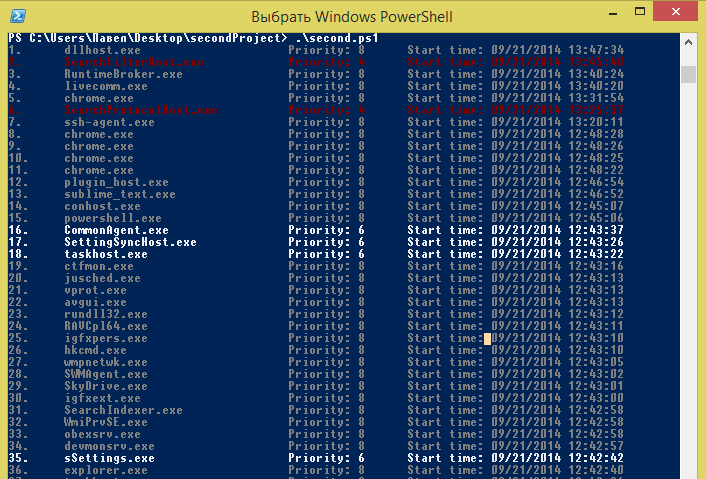 Выбрать Windows PowerShell
PS C:\Users\Павел\Desktop\secondProject> .\second.ps1
1. dllhost.exe Priority: 8 Start time: 09/21/2014 13:47:34
2. SearchFilterHost.exe Priority: 4 Start time: 09/21/2014 13:45:40
3. RuntimeBroker.exe Priority: 8 Start time: 09/21/2014 13:40:24
4. livecomm.exe Priority: 8 Start time: 09/21/2014 13:40:20
5. chrome.exe Priority: 8 Start time: 09/21/2014 13:31:54
6. SearchProtocolHost.exe Priority: 4 Start time: 09/21/2014
7. ssh-agent.exe Priority: 8 Start time: 09/21/2014 13:20:11
8. chrome.exe Priority: 8 Start time: 09/21/2014 12:48:28
9. chrome.exe Priority: 8 Start time: 09/21/2014 12:48:26
10. chrome.exe Priority: 8 Start time: 09/21/2014 12:48:25
11. chrome.exe Priority: 8 Start time: 09/21/2014 12:48:22
12. plugin_host.exe Priority: 8 Start time: 09/21/2014 12:46:54
13. sublime_text.exe Priority: 8 Start time: 09/21/2014 12:46:52
14. conhost.exe Priority: 8 Start time: 09/21/2014 12:45:07
15. powershell.exe Priority: 8 Start time: 09/21/2014 12:45:06
16. CommonAgent.exe Priority: 6 Start time: 09/21/2014 12:43:37
17. SettingSyncHost.exe Priority: 6 Start time: 09/21/2014 12:43:26
18. taskhost.exe Priority: 6 Start time: 09/21/2014 12:43:22
19. ctfmon.exe Priority: 8 Start time: 09/21/2014 12:43:16
20. jusched.exe Priority: 8 Start time: 09/21/2014 12:43:13
21. vprot.exe Priority: 8 Start time: 09/21/2014 12:43:13
22. avgui.exe Priority: 8 Start time: 09/21/2014 12:43:13
23. rundll32.exe Priority: 8 Start time: 09/21/2014 12:43:12
24. RAVCpl64.exe Priority: 8 Start time: 09/21/2014 12:43:11
25. igfxpers.exe Priority: 8 Start time: 09/21/2014 12:43:10
26. hkcmd.exe Priority: 8 Start time: 09/21/2014 12:43:10
27. wmpnetwk.exe Priority: 8 Start time: 09/21/2014 12:43:05
28. SWMAgent.exe Priority: 8 Start time: 09/21/2014 12:43:02
29. SkyDrive.exe Priority: 8 Start time: 09/21/2014 12:43:01
30. igfxext.exe Priority: 8 Start time: 09/21/2014 12:43:00
31. SearchIndexer.exe Priority: 8 Start time: 09/21/2014 12:42:58
32. WmiPrvSE.exe Priority: 8 Start time: 09/21/2014 12:42:58
33. obexsrv.exe Priority: 8 Start time: 09/21/2014 12:42:58
34. devmonsrv.exe Priority: 8 Start time: 09/21/2014 12:42:57
35. sSettings.exe Priority: 6 Start time: 09/21/2014 12:42:42
36. explorer.exe Priority: 8 Start time: 09/21/2014 12:42:40